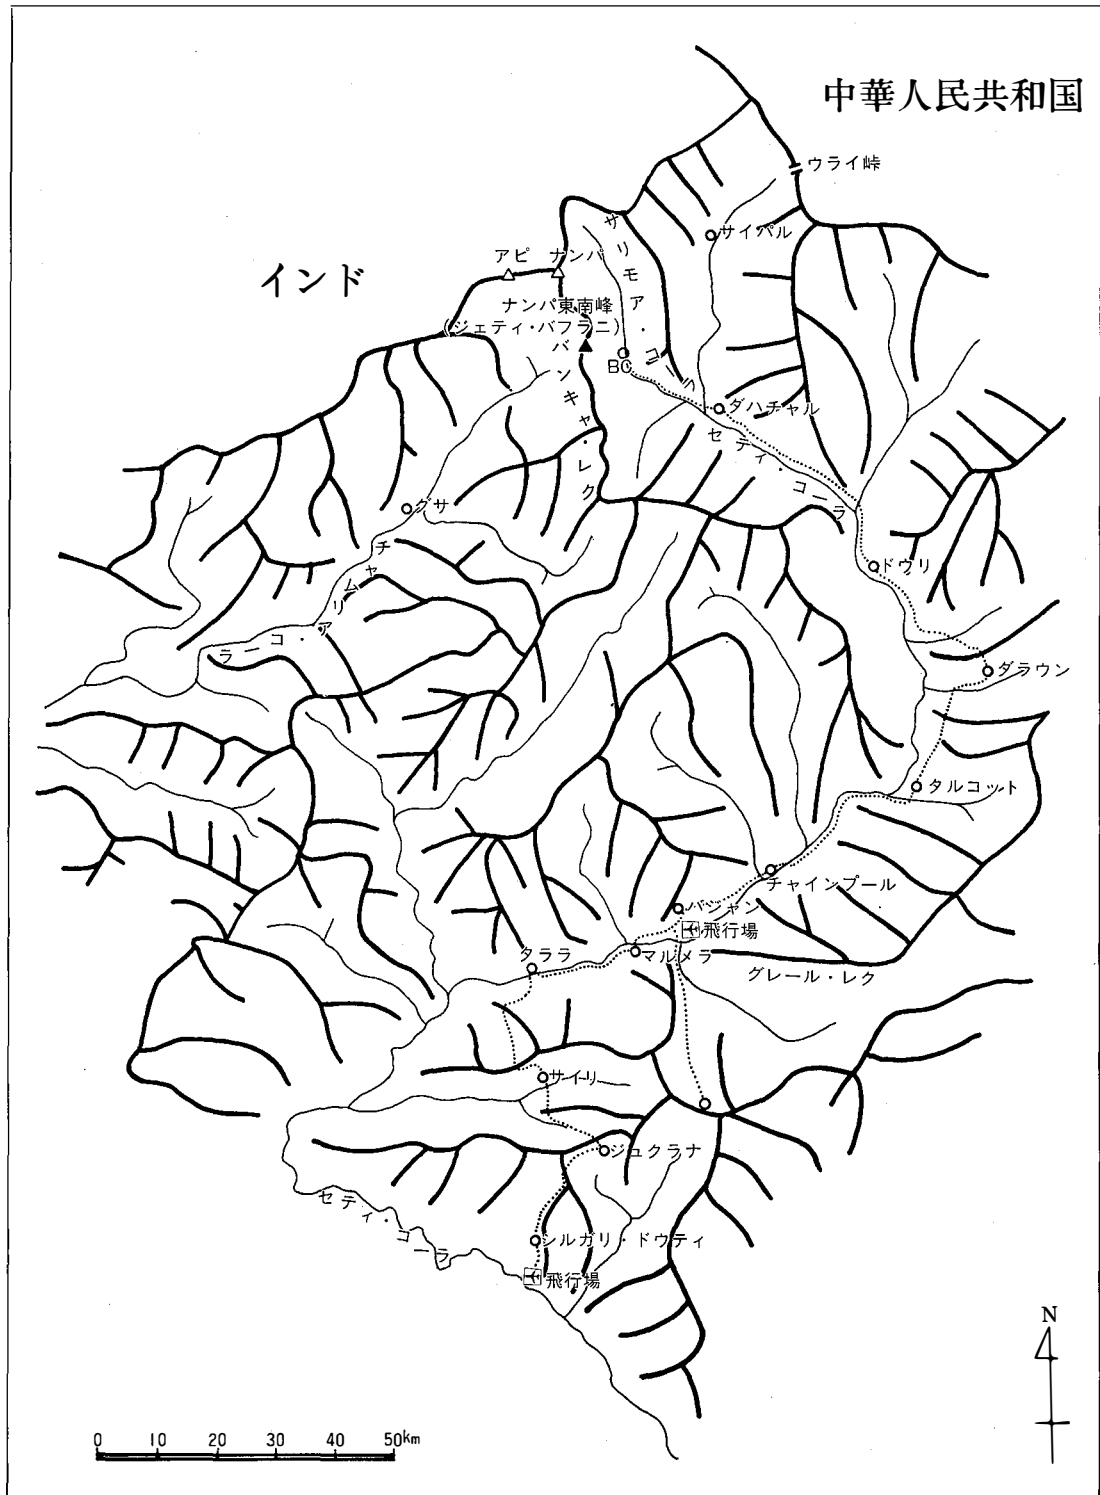 中華人民共和国
ウライ峠
サイパル
サリモア・コーラ
アピ
ナンパ
インド
ナンパ東南峰
(ジェティ・バフラニ)
BC
バンキャ・レク
ダハチャル
セティ・コーラ
グサ
チャムリア・コーラ
ドウリ
ダラウン
タルコット
チャインプール
バジャン
飛行場
マルメラ
タララ
グレール・レク
サイリ
ジュクラナ
セティ・コーラ
シルガリ・ドウティ
飛行場
N
0 10 20 30 40 50km